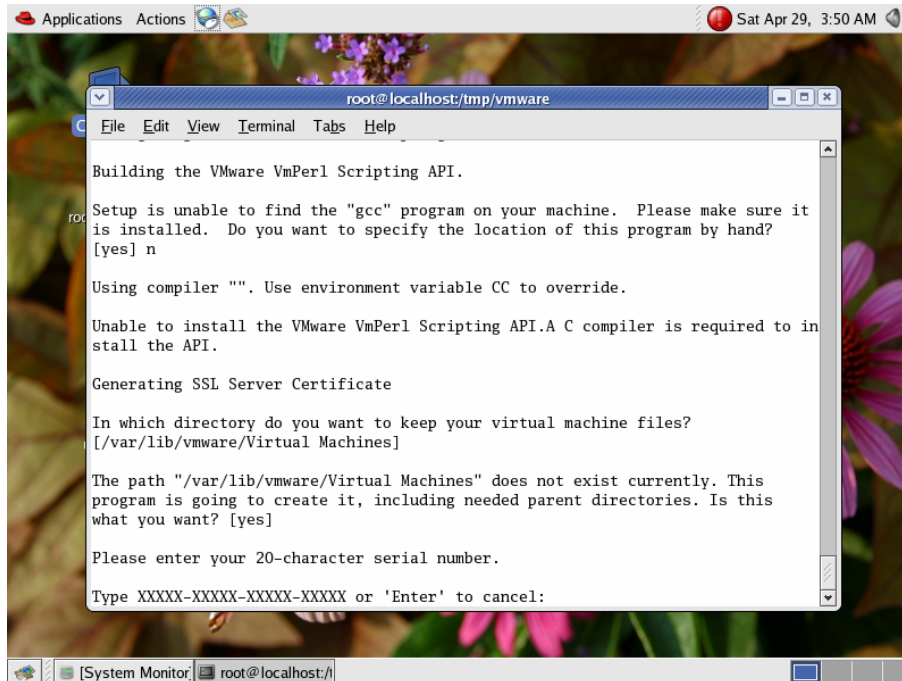 Applications Actions
Sat Apr 29, 3:50 AM
root@localhost:/tmp/vmware
File Edit View Terminal Tabs Help
Building the VMware VmPerl Scripting API.
Setup is unable to find the "gcc" program on your machine.  Please make sure it
is installed.  Do you want to specify the location of this program by hand?
[yes] n
Using compiler "". Use environment variable CC to override.
Unable to install the VMware VmPerl Scripting API.A C compiler is required to in
stall the API.
Generating SSL Server Certificate
In which directory do you want to keep your virtual machine files?
[/var/lib/vmware/Virtual Machines]
The path "/var/lib/vmware/Virtual Machines" does not exist currently. This
program is going to create it, including needed parent directories. Is this
what you want? [yes]
Please enter your 20-character serial number.
Type XXXXX-XXXXX-XXXXX-XXXXX or 'Enter' to cancel:
[System Monitor] root@localhost:/t